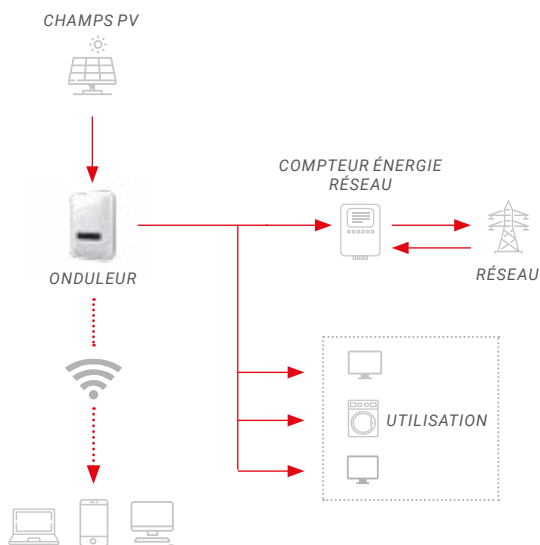 CHAMPS PV
COMPTEUR ÉNERGIE
RÉSEAU
ONDULEUR
RÉSEAU
UTILISATION